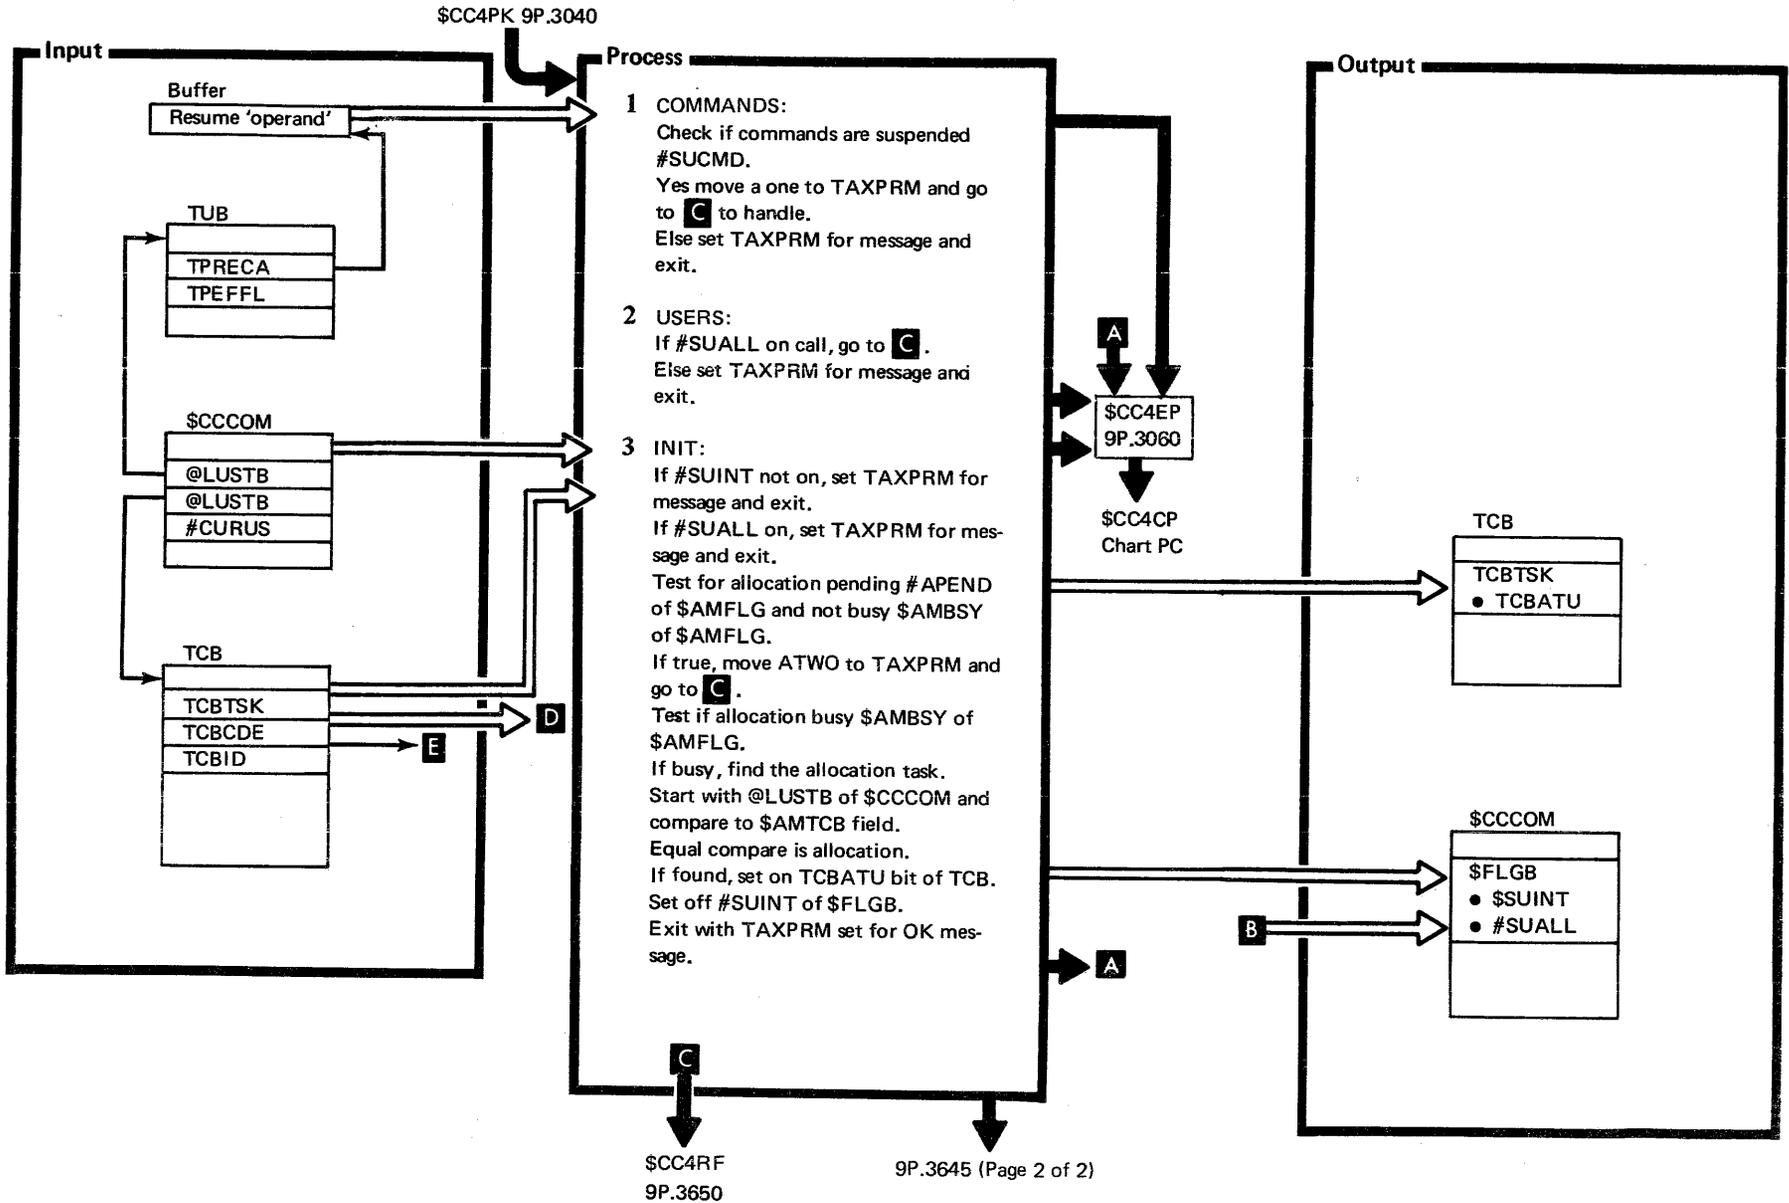 $CC4PK 9P.3040
Input
Buffer
Resume 'operand'
TUB
TPRECA
TPEFFL
$CCCOM
@LUSTB
@LUSTB
#CURUS
TCB
TCBTSK
TCBCDE
TCBID
D
E
Process
1 COMMANDS:
Check if commands are suspended
#SUCMD.
Yes move a one to TAXPRM and go
to C to handle.
Else set TAXPRM for message and
exit.
2 USERS:
If #SUALL on call, go to C .
Else set TAXPRM for message and
exit.
3 INIT:
If #SUINT not on, set TAXPRM for
message and exit.
If #SUALL on, set TAXPRM for mes-
sage and exit.
Test for allocation pending #APEND
of $AMFLG and not busy $AMBSY
of $AMFLG.
If true, move ATWO to TAXPRM and
go to C .
Test if allocation busy $AMBSY of
$AMFLG.
If busy, find the allocation task.
Start with @LUSTB of $CCCOM and
compare to $AMTCB field.
Equal compare is allocation.
If found, set on TCBATU bit of TCB.
Set off #SUINT of $FLGB.
Exit with TAXPRM set for OK mes-
sage.
C
$CC4RF
9P.3650
9P.3645 (Page 2 of 2)
A
$CC4EP
9P.3060
$CC4CP
Chart PC
A
B
Output
TCB
TCBTSK
● TCBATU
$CCCOM
$FLGB
● $SUINT
● #SUALL